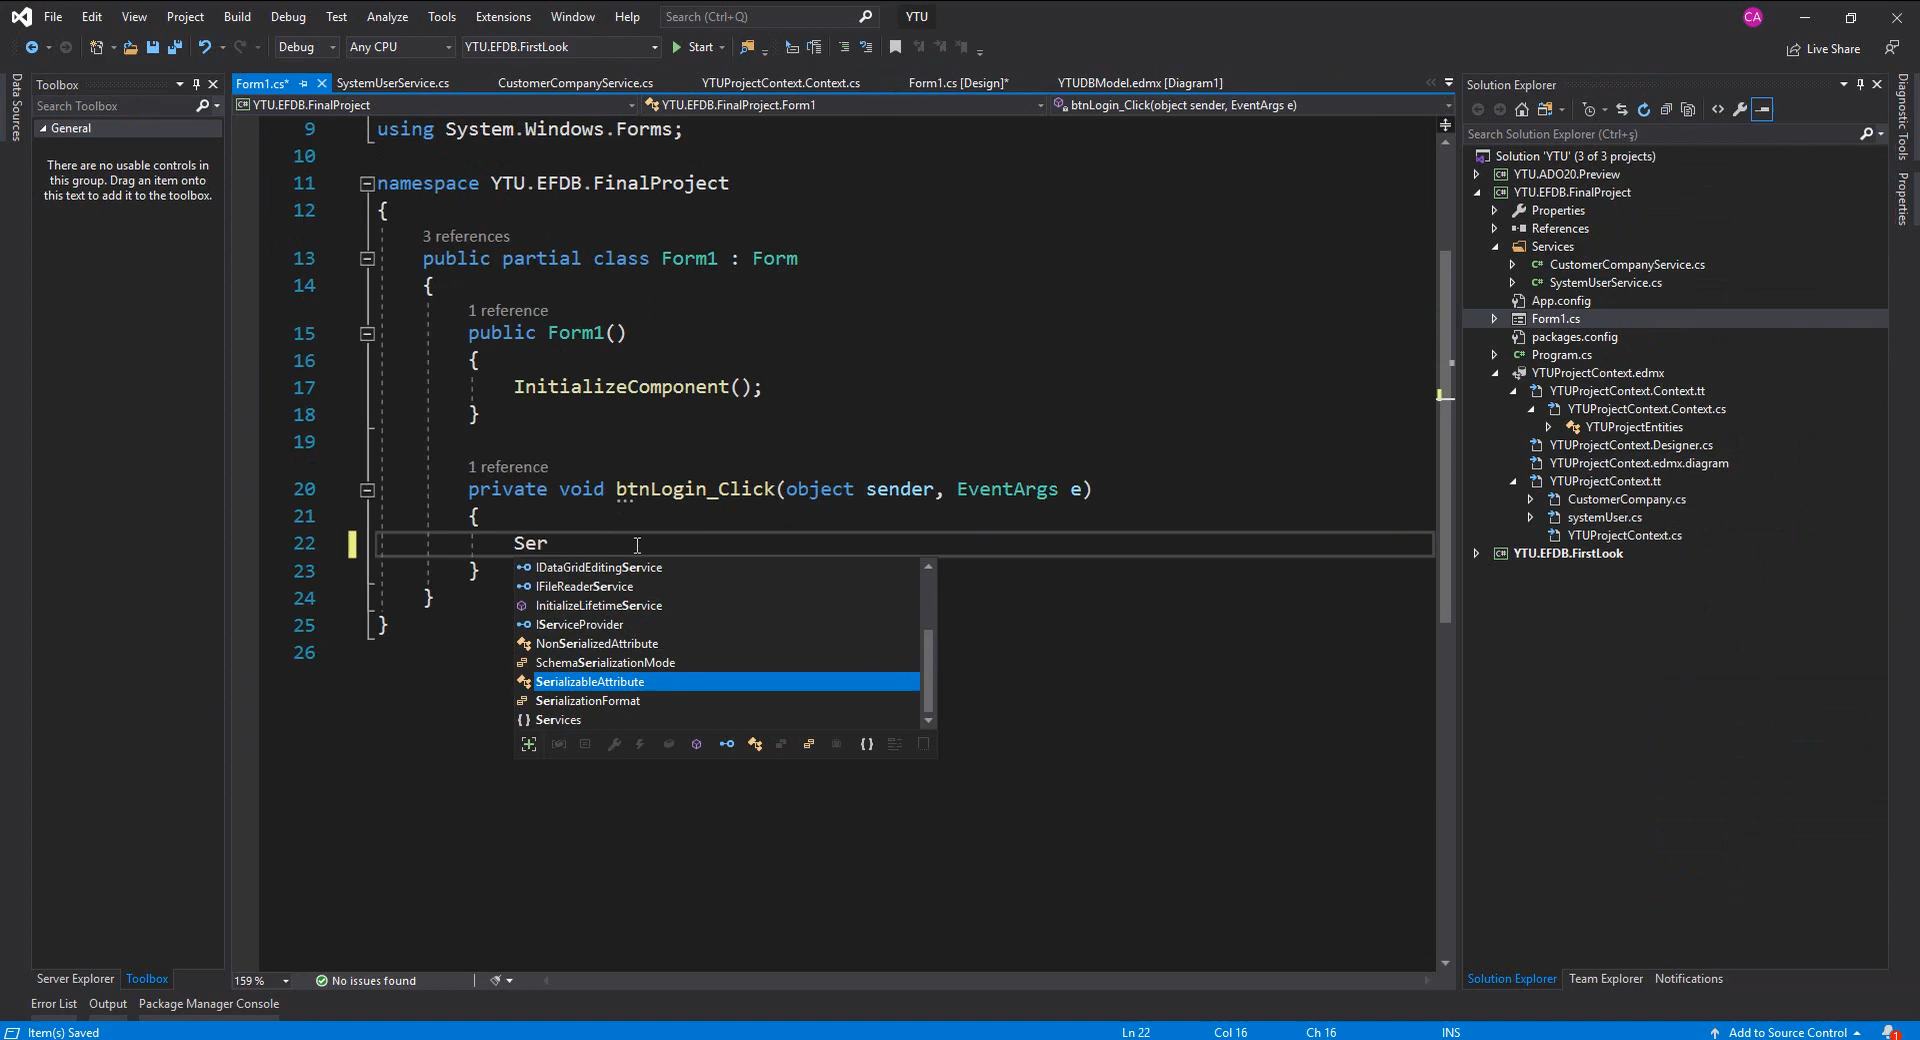 File Edit View Project Build Debug Test Analyze Tools Extensions Window Help Search (Ctrl+Q) YTU CA
Debug Any CPU YTU.EFDB.FirstLook Start Live Share
Data Sources
Toolbox
Search Toolbox
General
There are no usable controls in
this group. Drag an item onto
this text to add it to the toolbox.
Form1.cs* SystemUserService.cs CustomerCompanyService.cs YTUProjectContext.Context.cs Form1.cs [Design]* YTUDBModel.edmx [Diagram1]
YTU.EFDB.FinalProject YTU.EFDB.FinalProject.Form1 btnLogin_Click(object sender, EventArgs e)
9 using System.Windows.Forms;
10
11 namespace YTU.EFDB.FinalProject
12 {
3 references
13 public partial class Form1 : Form
14 {
1 reference
15 public Form1()
16 {
17 InitializeComponent();
18 }
19
1 reference
20 private void btnLogin_Click(object sender, EventArgs e)
21 {
22 Ser
23 }
24 }
25 }
26
IDataGridEditingService
IFileReaderService
InitializeLifetimeService
IServiceProvider
NonSerializedAttribute
SchemaSerializationMode
SerializableAttribute
SerializationFormat
{ } Services
Solution Explorer
Search Solution Explorer (Ctrl+ş)
Solution 'YTU' (3 of 3 projects)
YTU.ADO20.Preview
YTU.EFDB.FinalProject
Properties
References
Services
C# CustomerCompanyService.cs
C# SystemUserService.cs
App.config
Form1.cs
packages.config
C# Program.cs
YTUProjectContext.edmx
YTUProjectContext.Context.tt
YTUProjectContext.Context.cs
YTUProjectEntities
YTUProjectContext.Designer.cs
YTUProjectContext.edmx.diagram
YTUProjectContext.tt
CustomerCompany.cs
systemUser.cs
YTUProjectContext.cs
YTU.EFDB.FirstLook
Diagnostic Tools
Properties
Server Explorer Toolbox
159 % No issues found
Solution Explorer Team Explorer Notifications
Error List Output Package Manager Console
Item(s) Saved Ln 22 Col 16 Ch 16 INS Add to Source Control 1